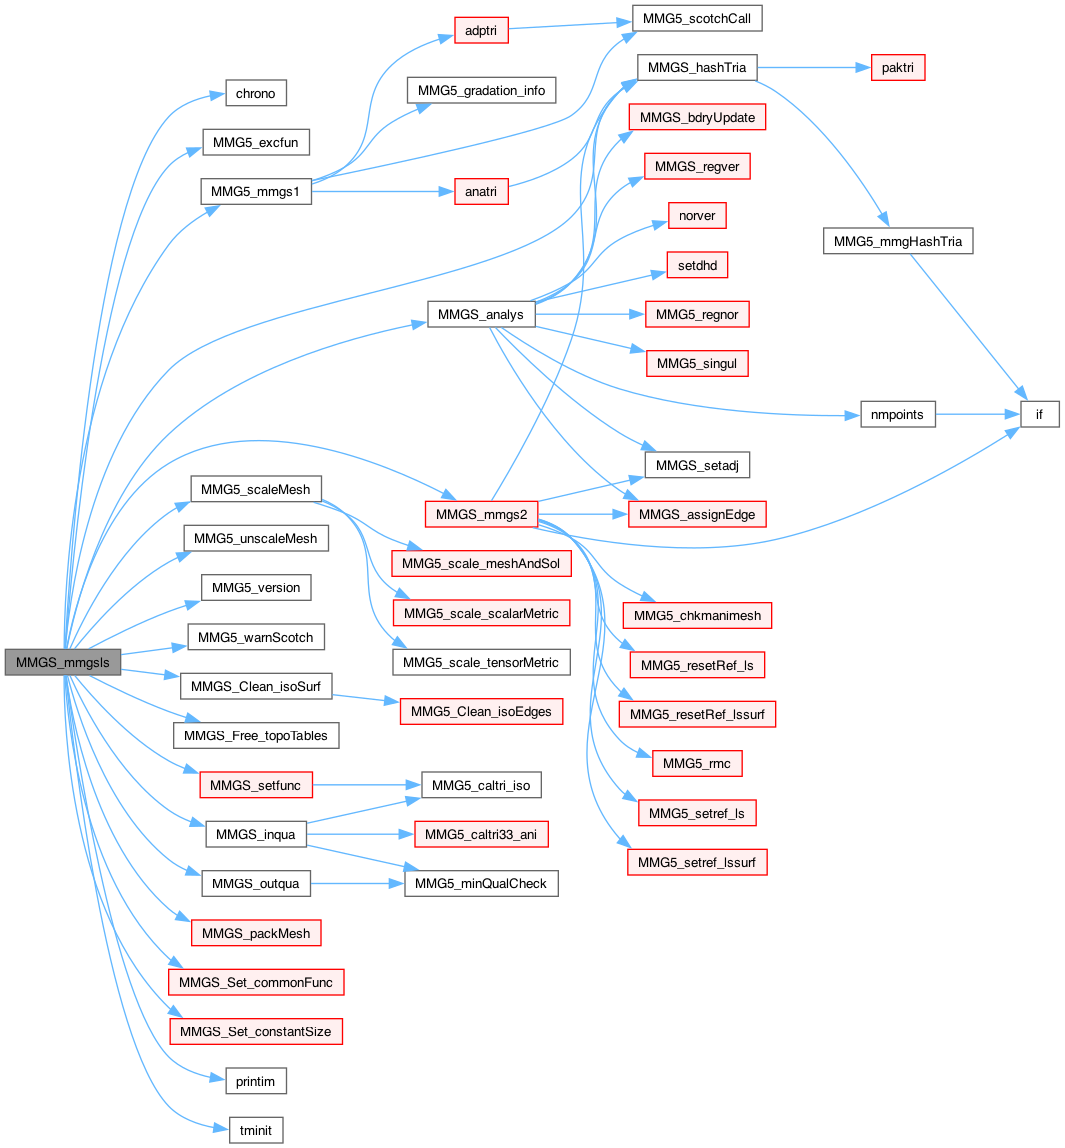 MMG5_scotchCall
adptri
MMGS_hashTria
paktri
chrono
MMG5_gradation_info
MMGS_bdryUpdate
MMG5_excfun
MMGS_regver
MMG5_mmgs1
anatri
norver
MMG5_mmgHashTria
setdhd
MMGS_analys
MMG5_regnor
MMG5_singul
nmpoints
if
MMGS_setadj
MMG5_scaleMesh
MMGS_mmgs2
MMGS_assignEdge
MMG5_unscaleMesh
MMG5_scale_meshAndSol
MMG5_version
MMG5_scale_scalarMetric
MMG5_chkmanimesh
MMG5_warnScotch
MMGS_mmgsls
MMG5_scale_tensorMetric
MMG5_resetRef_ls
MMGS_Clean_isoSurf
MMG5_Clean_isoEdges
MMG5_resetRef_lssurf
MMGS_Free_topoTables
MMG5_rmc
MMGS_setfunc
MMG5_caltri_iso
MMG5_setref_ls
MMGS_inqua
MMG5_caltri33_ani
MMG5_setref_lssurf
MMGS_outqua
MMG5_minQualCheck
MMGS_packMesh
MMGS_Set_commonFunc
MMGS_Set_constantSize
printim
tminit